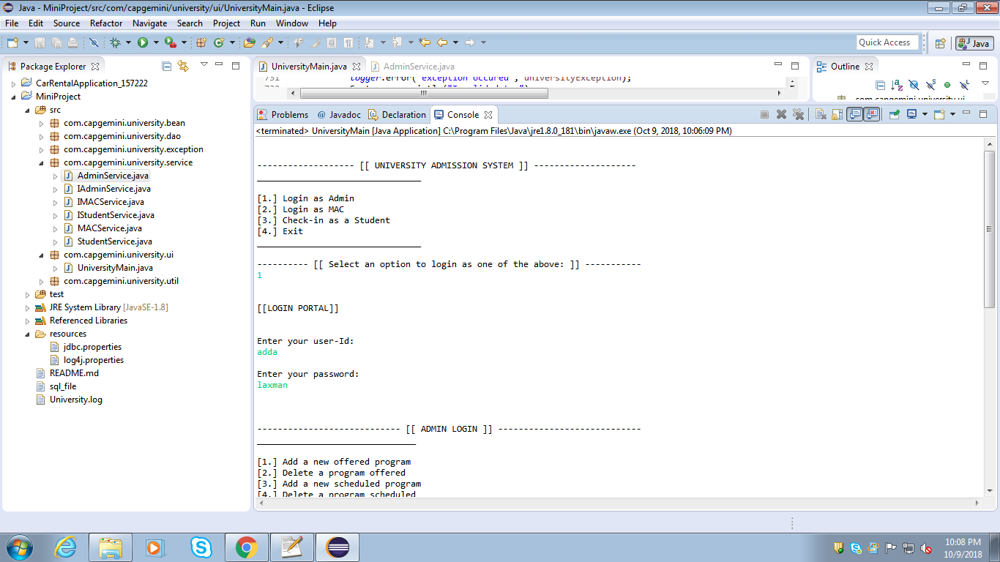 Java - MiniProject/src/com/capgemini/university/ui/UniversityMain.java - Eclipse
File Edit Source Refactor Navigate Search Project Run Window Help
Quick Access
Java
Package Explorer
CarRentalApplication_157222
MiniProject
src
com.capgemini.university.bean
com.capgemini.university.dao
com.capgemini.university.exception
com.capgemini.university.service
AdminService.java
IAdminService.java
IMACService.java
IStudentService.java
MACService.java
StudentService.java
com.capgemini.university.ui
UniversityMain.java
com.capgemini.university.util
test
JRE System Library [JavaSE-1.8]
Referenced Libraries
resources
jdbc.properties
log4j.properties
README.md
sql_file
University.log
UniversityMain.java AdminService.java
731 logger.error("exception occured", universityException);
Outline
com.capgemini.university.ui
Problems @ Javadoc Declaration Console
<terminated> UniversityMain [Java Application] C:\Program Files\Java\jre1.8.0_181\bin\javaw.exe (Oct 9, 2018, 10:06:09 PM)
------------------- [[ UNIVERSITY ADMISSION SYSTEM ]] --------------------
________________________________
[1.] Login as Admin
[2.] Login as MAC
[3.] Check-in as a Student
[4.] Exit
________________________________
---------- [[ Select an option to login as one of the above: ]] -----------
1
[[LOGIN PORTAL]]
Enter your user-Id:
adda
Enter your password:
laxman
---------------------------- [[ ADMIN LOGIN ]] ----------------------------
_______________________________
[1.] Add a new offered program
[2.] Delete a program offered
[3.] Add a new scheduled program
[4.] Delete a program scheduled
10:08 PM
10/9/2018